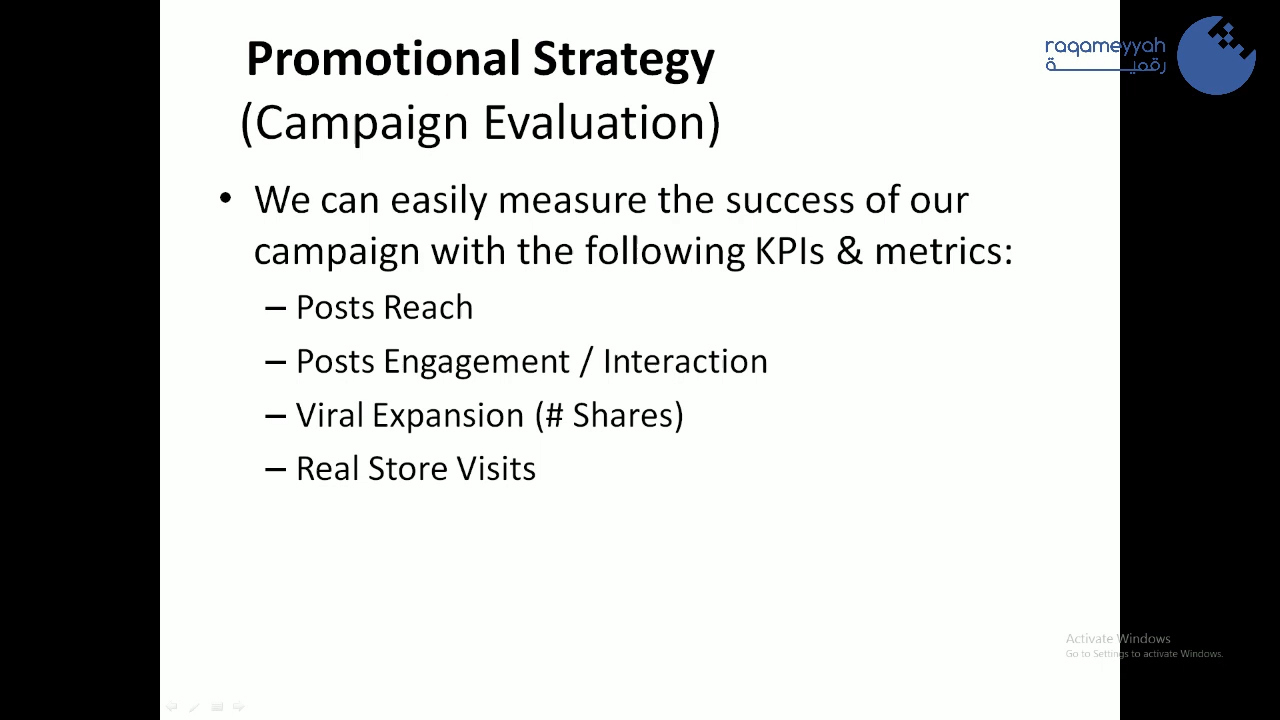 Promotional Strategy
(Campaign Evaluation)
raqameyyah
رقميـــة
• We can easily measure the success of our
campaign with the following KPIs & metrics:
– Posts Reach
– Posts Engagement / Interaction
– Viral Expansion (# Shares)
– Real Store Visits
Activate Windows
Go to Settings to activate Windows.